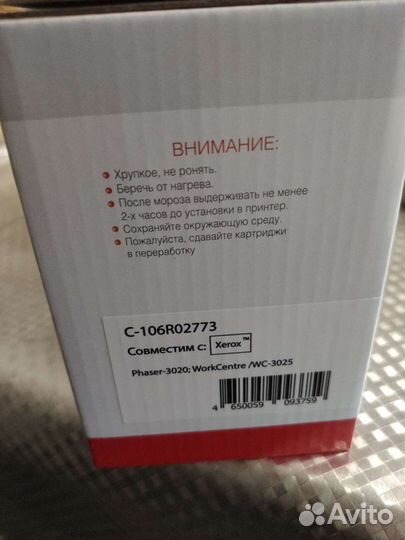 ВНИМАНИЕ:
Хрупкое, не ронять.
Беречь от нагрева.
После мороза выдерживать не менее
2-х часов до установки в принтер.
Сохраняйте окружающую среду.
Пожалуйста, сдавайте картриджи
в переработку
C-106R02773
Совместим с: Xerox™
Phaser-3020; WorkCentre /WC-3025
4 650059 093759
Avito